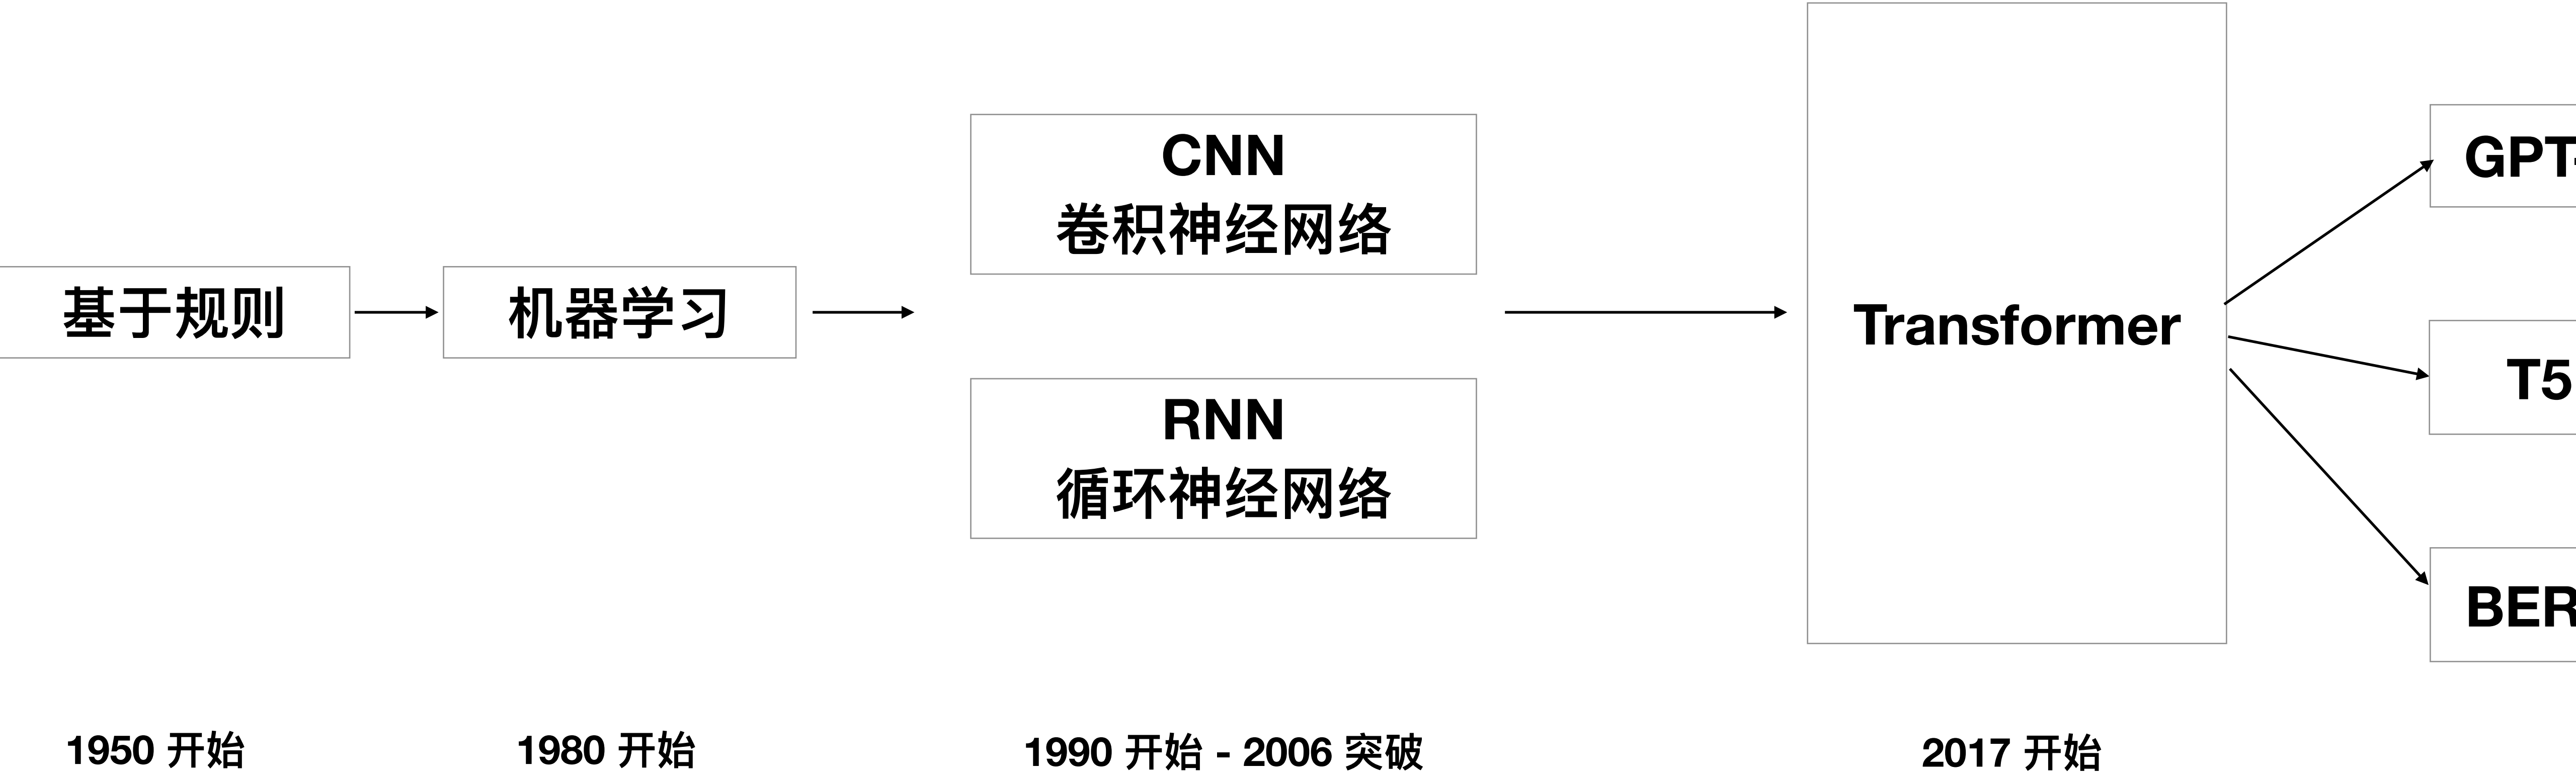 基于规则
机器学习
CNN
卷积神经网络
RNN
循环神经网络
Transformer
GPT
T5
BER
1950 开始
1980 开始
1990 开始 - 2006 突破
2017 开始